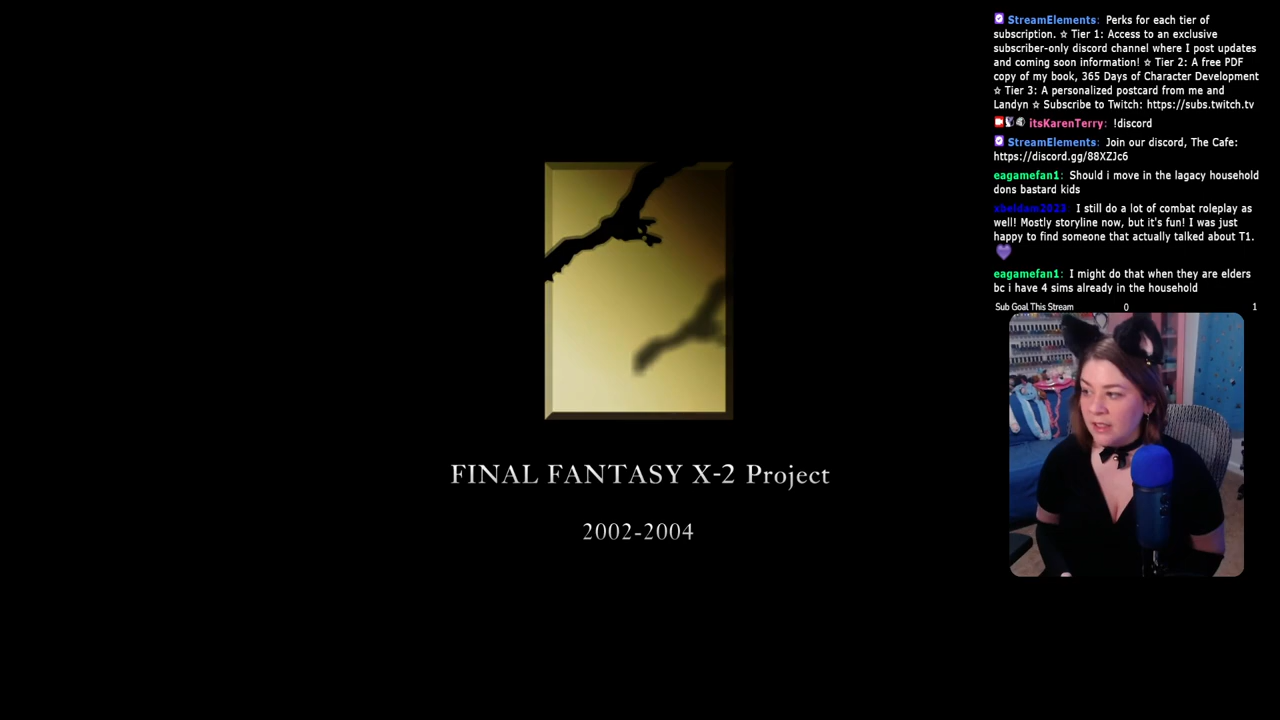 StreamElements: Perks for each tier of
subscription. ☆ Tier 1: Access to an exclusive
subscriber-only discord channel where I post updates
and coming soon information! ☆ Tier 2: A free PDF
copy of my book, 365 Days of Character Development
☆ Tier 3: A personalized postcard from me and
Landyn ☆ Subscribe to Twitch: https://subs.twitch.tv
itsKarenTerry: !discord
StreamElements: Join our discord, The Cafe:
https://discord.gg/88XZJc6
eagamefan1: Should i move in the lagacy household
dons bastard kids
xbeldam2023 I still do a lot of combat roleplay as
well! Mostly storyline now, but it's fun! I was just
happy to find someone that actually talked about T1.
eagamefan1: I might do that when they are elders
bc i have 4 sims already in the household
Sub Goal This Stream 0 1
FINAL FANTASY X-2 Project
2002-2004